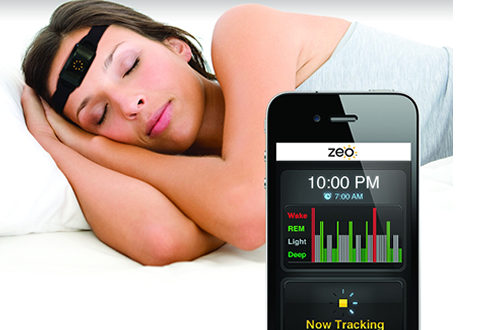 zeo
10:00 PM
7:00 AM
Wake
REM
Light
Deep
Now Tracking